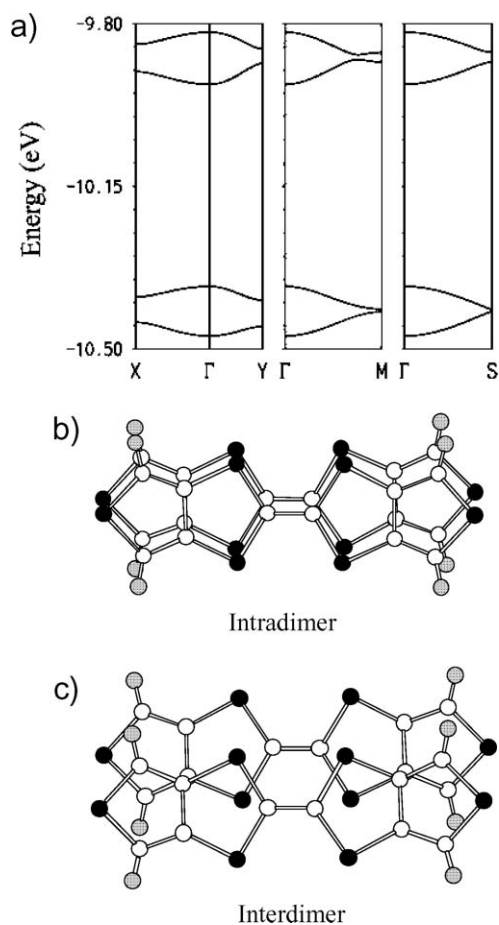 a)
-9.80
-10.15
-10.50
Energy (eV)
X Γ Y Γ M Γ S
b)
Intradimer
c)
Interdimer